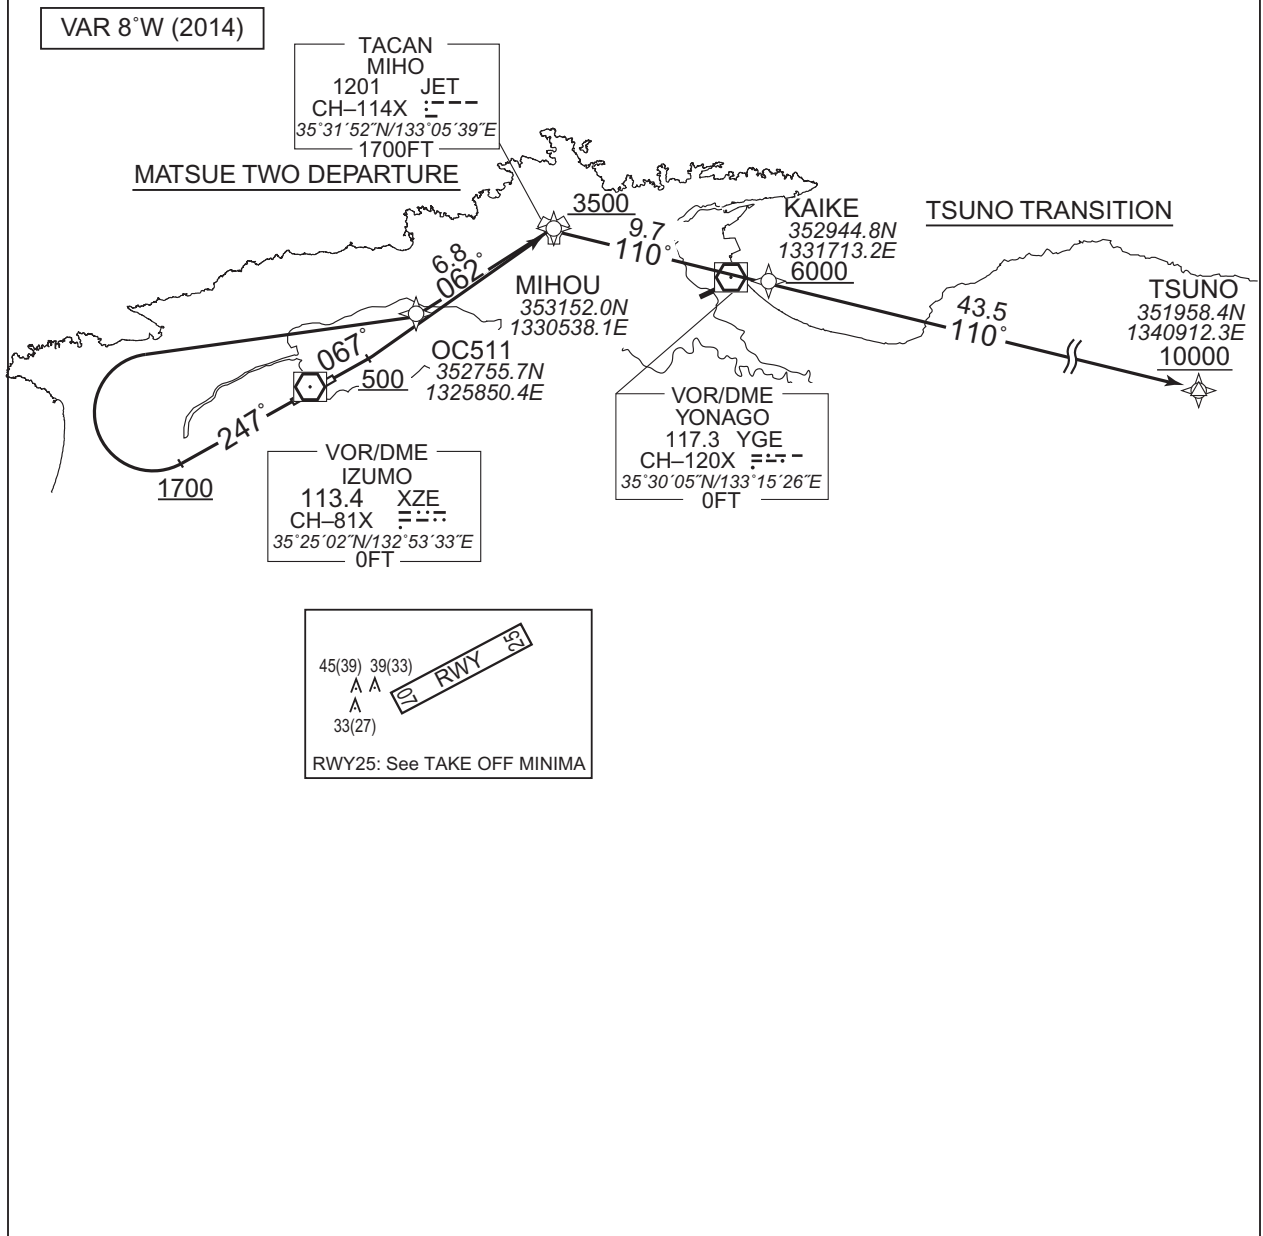 VAR 8˚W (2014)
TACAN
MIHO
1201 JET
CH–114X
35˚31´52˝N/133˚05´39˝E
1700FT
MATSUE TWO DEPARTURE
3500
9.7
110˚
KAIKE
352944.8N
1331713.2E
6000
TSUNO TRANSITION
6.8
062˚
MIHOU
353152.0N
1330538.1E
43.5
110˚
TSUNO
351958.4N
1340912.3E
10000
067˚
OC511
352755.7N
1325850.4E
500
247˚
1700
VOR/DME
IZUMO
113.4 XZE
CH–81X
35˚25´02˝N/132˚53´33˝E
0FT
VOR/DME
YONAGO
117.3 YGE
CH–120X
35˚30´05˝N/133˚15´26˝E
0FT
45(39) 39(33)
33(27)
07 RWY 25
RWY25: See TAKE OFF MINIMA